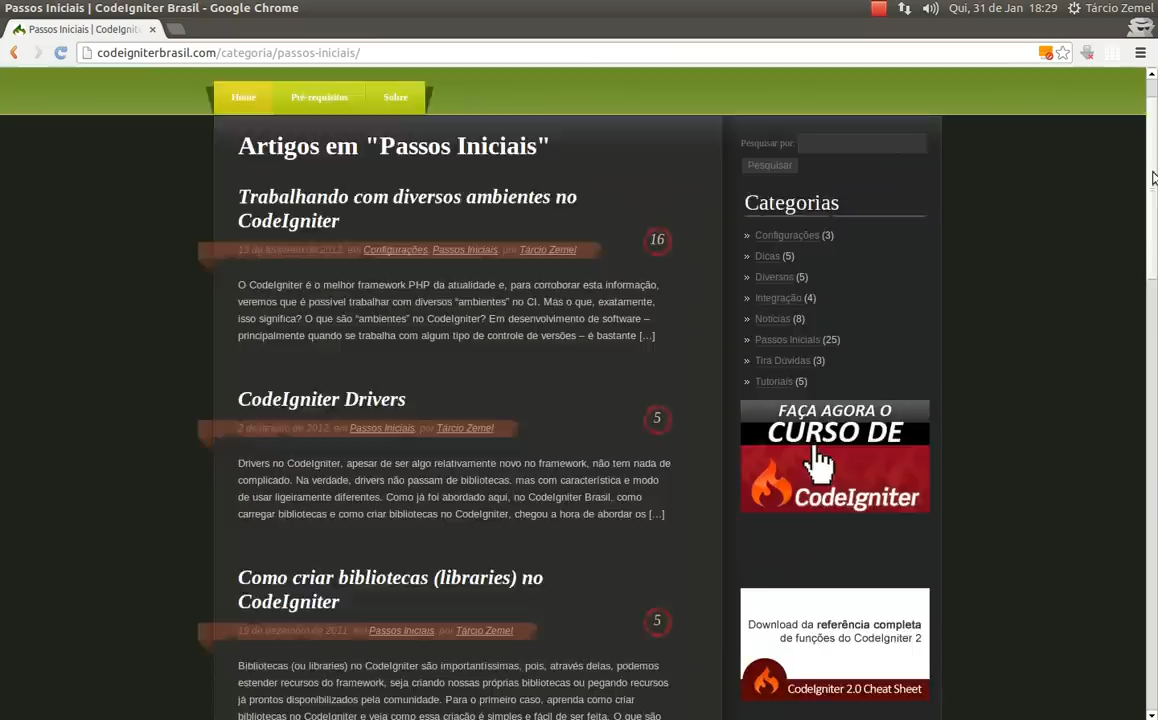 Passos Iniciais | CodeIgniter Brasil - Google Chrome
Qui, 31 de Jan 18:29 Tárcio Zemel
Passos Iniciais | CodeIgnit
codeigniterbrasil.com/categoria/passos-iniciais/
Home Pré-requisitos Sobre
Artigos em "Passos Iniciais"
Trabalhando com diversos ambientes no
CodeIgniter
16
13 de fevereiro de 2012, em Configurações, Passos Iniciais, por Tárcio Zemel
O CodeIgniter é o melhor framework PHP da atualidade e, para corroborar esta informação,
veremos que é possível trabalhar com diversos “ambientes” no CI. Mas o que, exatamente,
isso significa? O que são “ambientes” no CodeIgniter? Em desenvolvimento de software –
principalmente quando se trabalha com algum tipo de controle de versões – é bastante [...]
CodeIgniter Drivers
5
2 de janeiro de 2012, em Passos Iniciais, por Tárcio Zemel
Drivers no CodeIgniter, apesar de ser algo relativamente novo no framework, não tem nada de
complicado. Na verdade, drivers não passam de bibliotecas, mas com característica e modo
de usar ligeiramente diferentes. Como já foi abordado aqui, no CodeIgniter Brasil, como
carregar bibliotecas e como criar bibliotecas no CodeIgniter, chegou a hora de abordar os [...]
Como criar bibliotecas (libraries) no
CodeIgniter
5
19 de dezembro de 2011, em Passos Iniciais, por Tárcio Zemel
Bibliotecas (ou libraries) no CodeIgniter são importantíssimas, pois, através delas, podemos
estender recursos do framework, seja criando nossas próprias bibliotecas ou pegando recursos
já prontos disponibilizados pela comunidade. Para o primeiro caso, aprenda como criar
bibliotecas no CodeIgniter e veja como essa criação é simples e fácil de ser feita. O que são
Pesquisar por:
Pesquisar
Categorias
» Configurações (3)
» Dicas (5)
» Diversos (5)
» Integração (4)
» Notícias (8)
» Passos Iniciais (25)
» Tira Dúvidas (3)
» Tutoriais (5)
FAÇA AGORA O
CURSO DE
CodeIgniter
Download da referência completa
de funções do CodeIgniter 2
CodeIgniter 2.0 Cheat Sheet